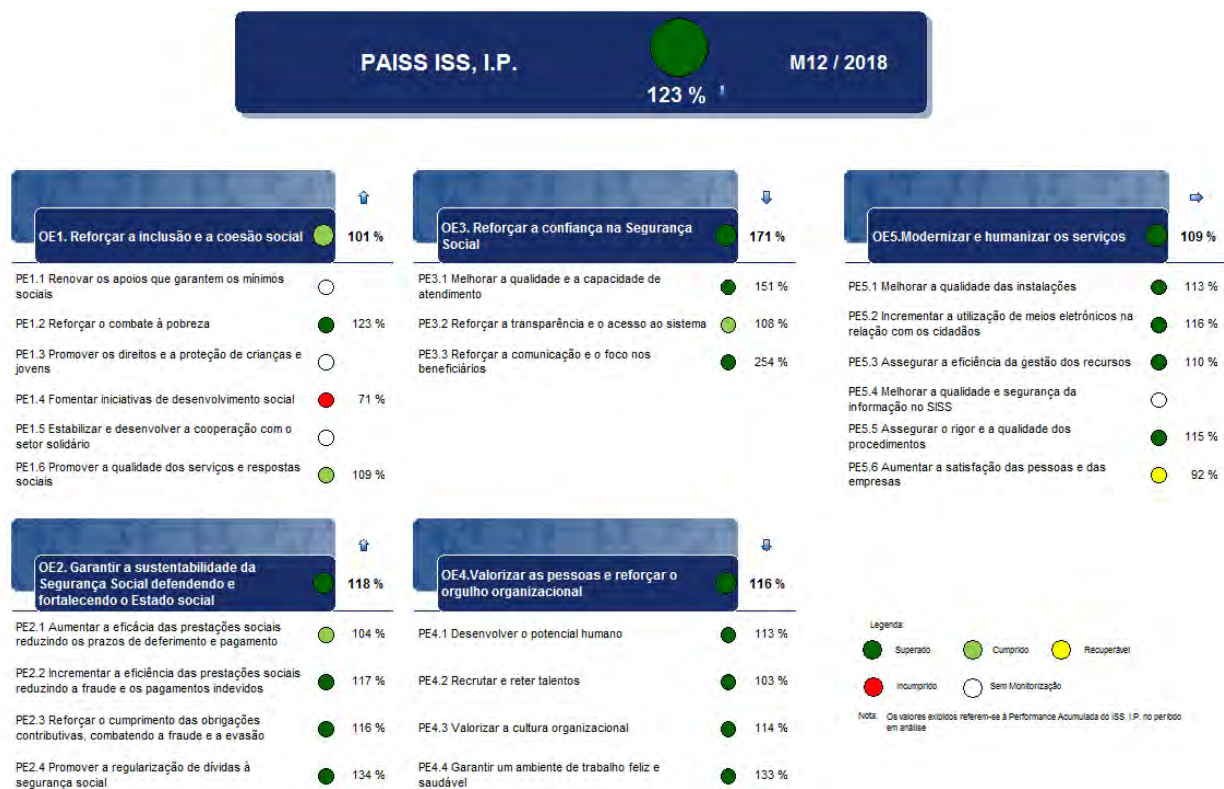 PAISS ISS, I.P.
123 %
M12 / 2018
OE1. Reforçar a inclusão e a coesão social
101 %
PE1.1 Renovar os apoios que garantem os mínimos
sociais
PE1.2 Reforçar o combate à pobreza
123 %
PE1.3 Promover os direitos e a proteção de crianças e
jovens
PE1.4 Fomentar iniciativas de desenvolvimento social
71 %
PE1.5 Estabilizar e desenvolver a cooperação com o
setor solidário
PE1.6 Promover a qualidade dos serviços e respostas
sociais
109 %
OE3. Reforçar a confiança na Segurança
Social
171 %
PE3.1 Melhorar a qualidade e a capacidade de
atendimento
151 %
PE3.2 Reforçar a transparência e o acesso ao sistema
108 %
PE3.3 Reforçar a comunicação e o foco nos
beneficiários
254 %
OE5.Modernizar e humanizar os serviços
109 %
PE5.1 Melhorar a qualidade das instalações
113 %
PE5.2 Incrementar a utilização de meios eletrónicos na
relação com os cidadãos
116 %
PE5.3 Assegurar a eficiência da gestão dos recursos
110 %
PE5.4 Melhorar a qualidade e segurança da
informação no SISS
PE5.5 Assegurar o rigor e a qualidade dos
procedimentos
115 %
PE5.6 Aumentar a satisfação das pessoas e das
empresas
92 %
OE2. Garantir a sustentabilidade da
Segurança Social defendendo e
fortalecendo o Estado social
118 %
PE2.1 Aumentar a eficácia das prestações sociais
reduzindo os prazos de deferimento e pagamento
104 %
PE2.2 Incrementar a eficiência das prestações sociais
reduzindo a fraude e os pagamentos indevidos
117 %
PE2.3 Reforçar o cumprimento das obrigações
contributivas, combatendo a fraude e a evasão
116 %
PE2.4 Promover a regularização de dívidas à
segurança social
134 %
OE4.Valorizar as pessoas e reforçar o
orgulho organizacional
116 %
PE4.1 Desenvolver o potencial humano
113 %
PE4.2 Recrutar e reter talentos
103 %
PE4.3 Valorizar a cultura organizacional
114 %
PE4.4 Garantir um ambiente de trabalho feliz e
saudável
133 %
Legenda:
Superado
Cumprido
Recuperável
Incumprido
Sem Monitorização
Nota: Os valores exibidos referem-se à Performance Acumulada do ISS, I.P. no período
em análise